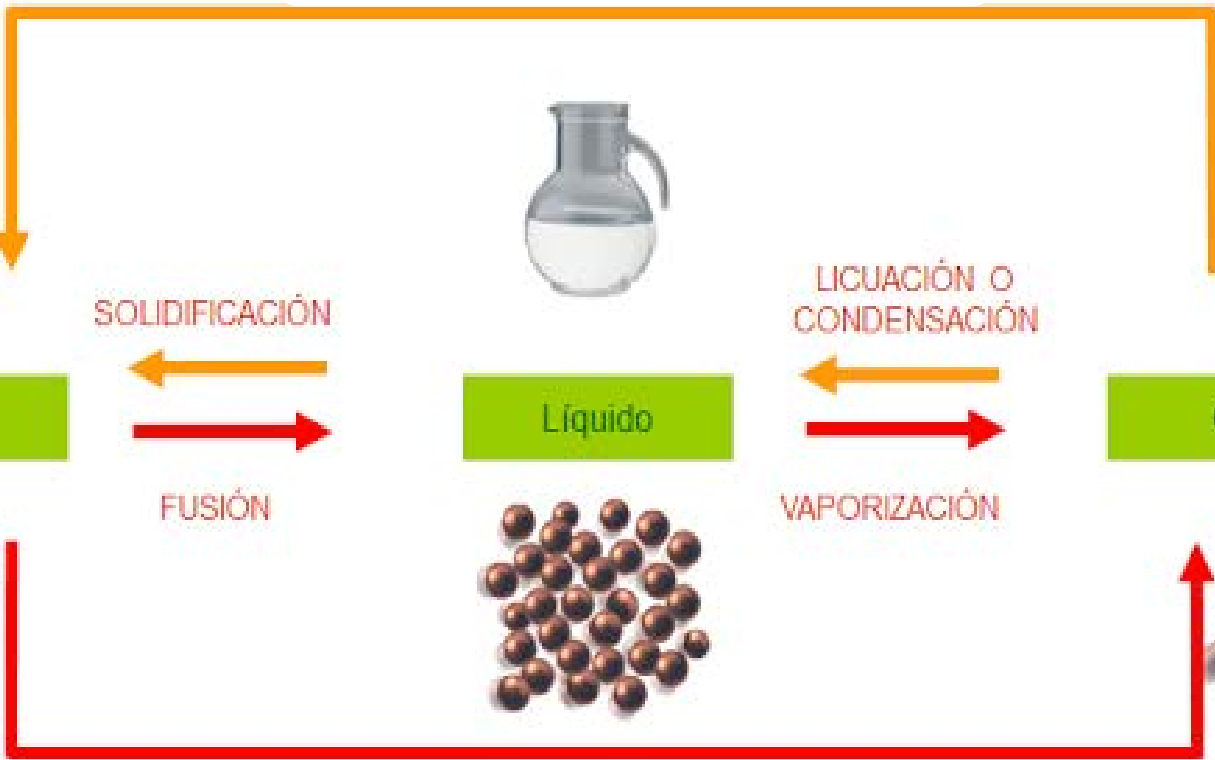 LICUACIÓN O
CONDENSACIÓN
SOLIDIFICACIÓN
Líquido
FUSIÓN
VAPORIZACIÓN